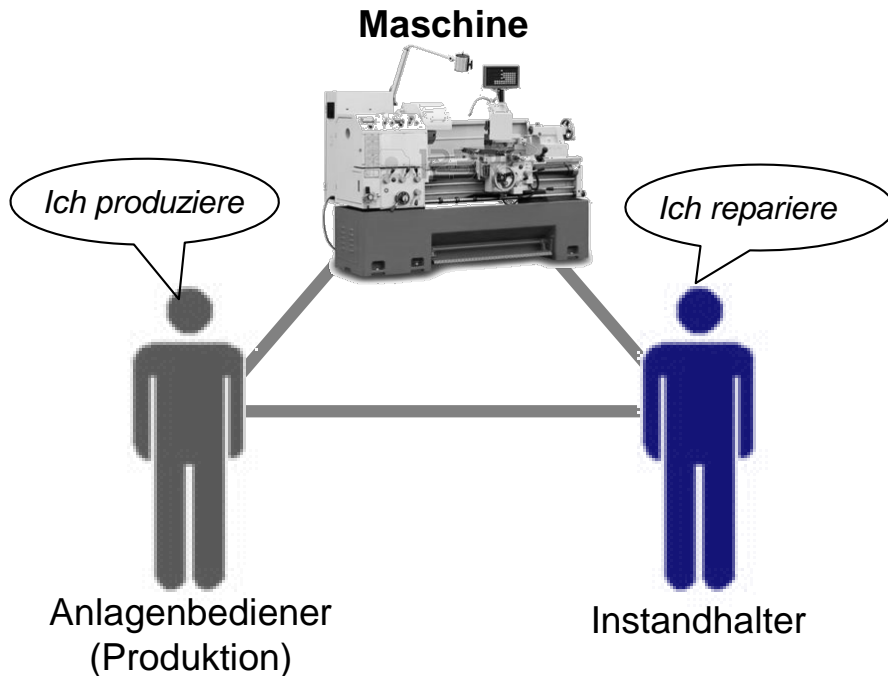 Maschine
Ich produziere
Ich repariere
Anlagenbediener
(Produktion)
Instandhalter